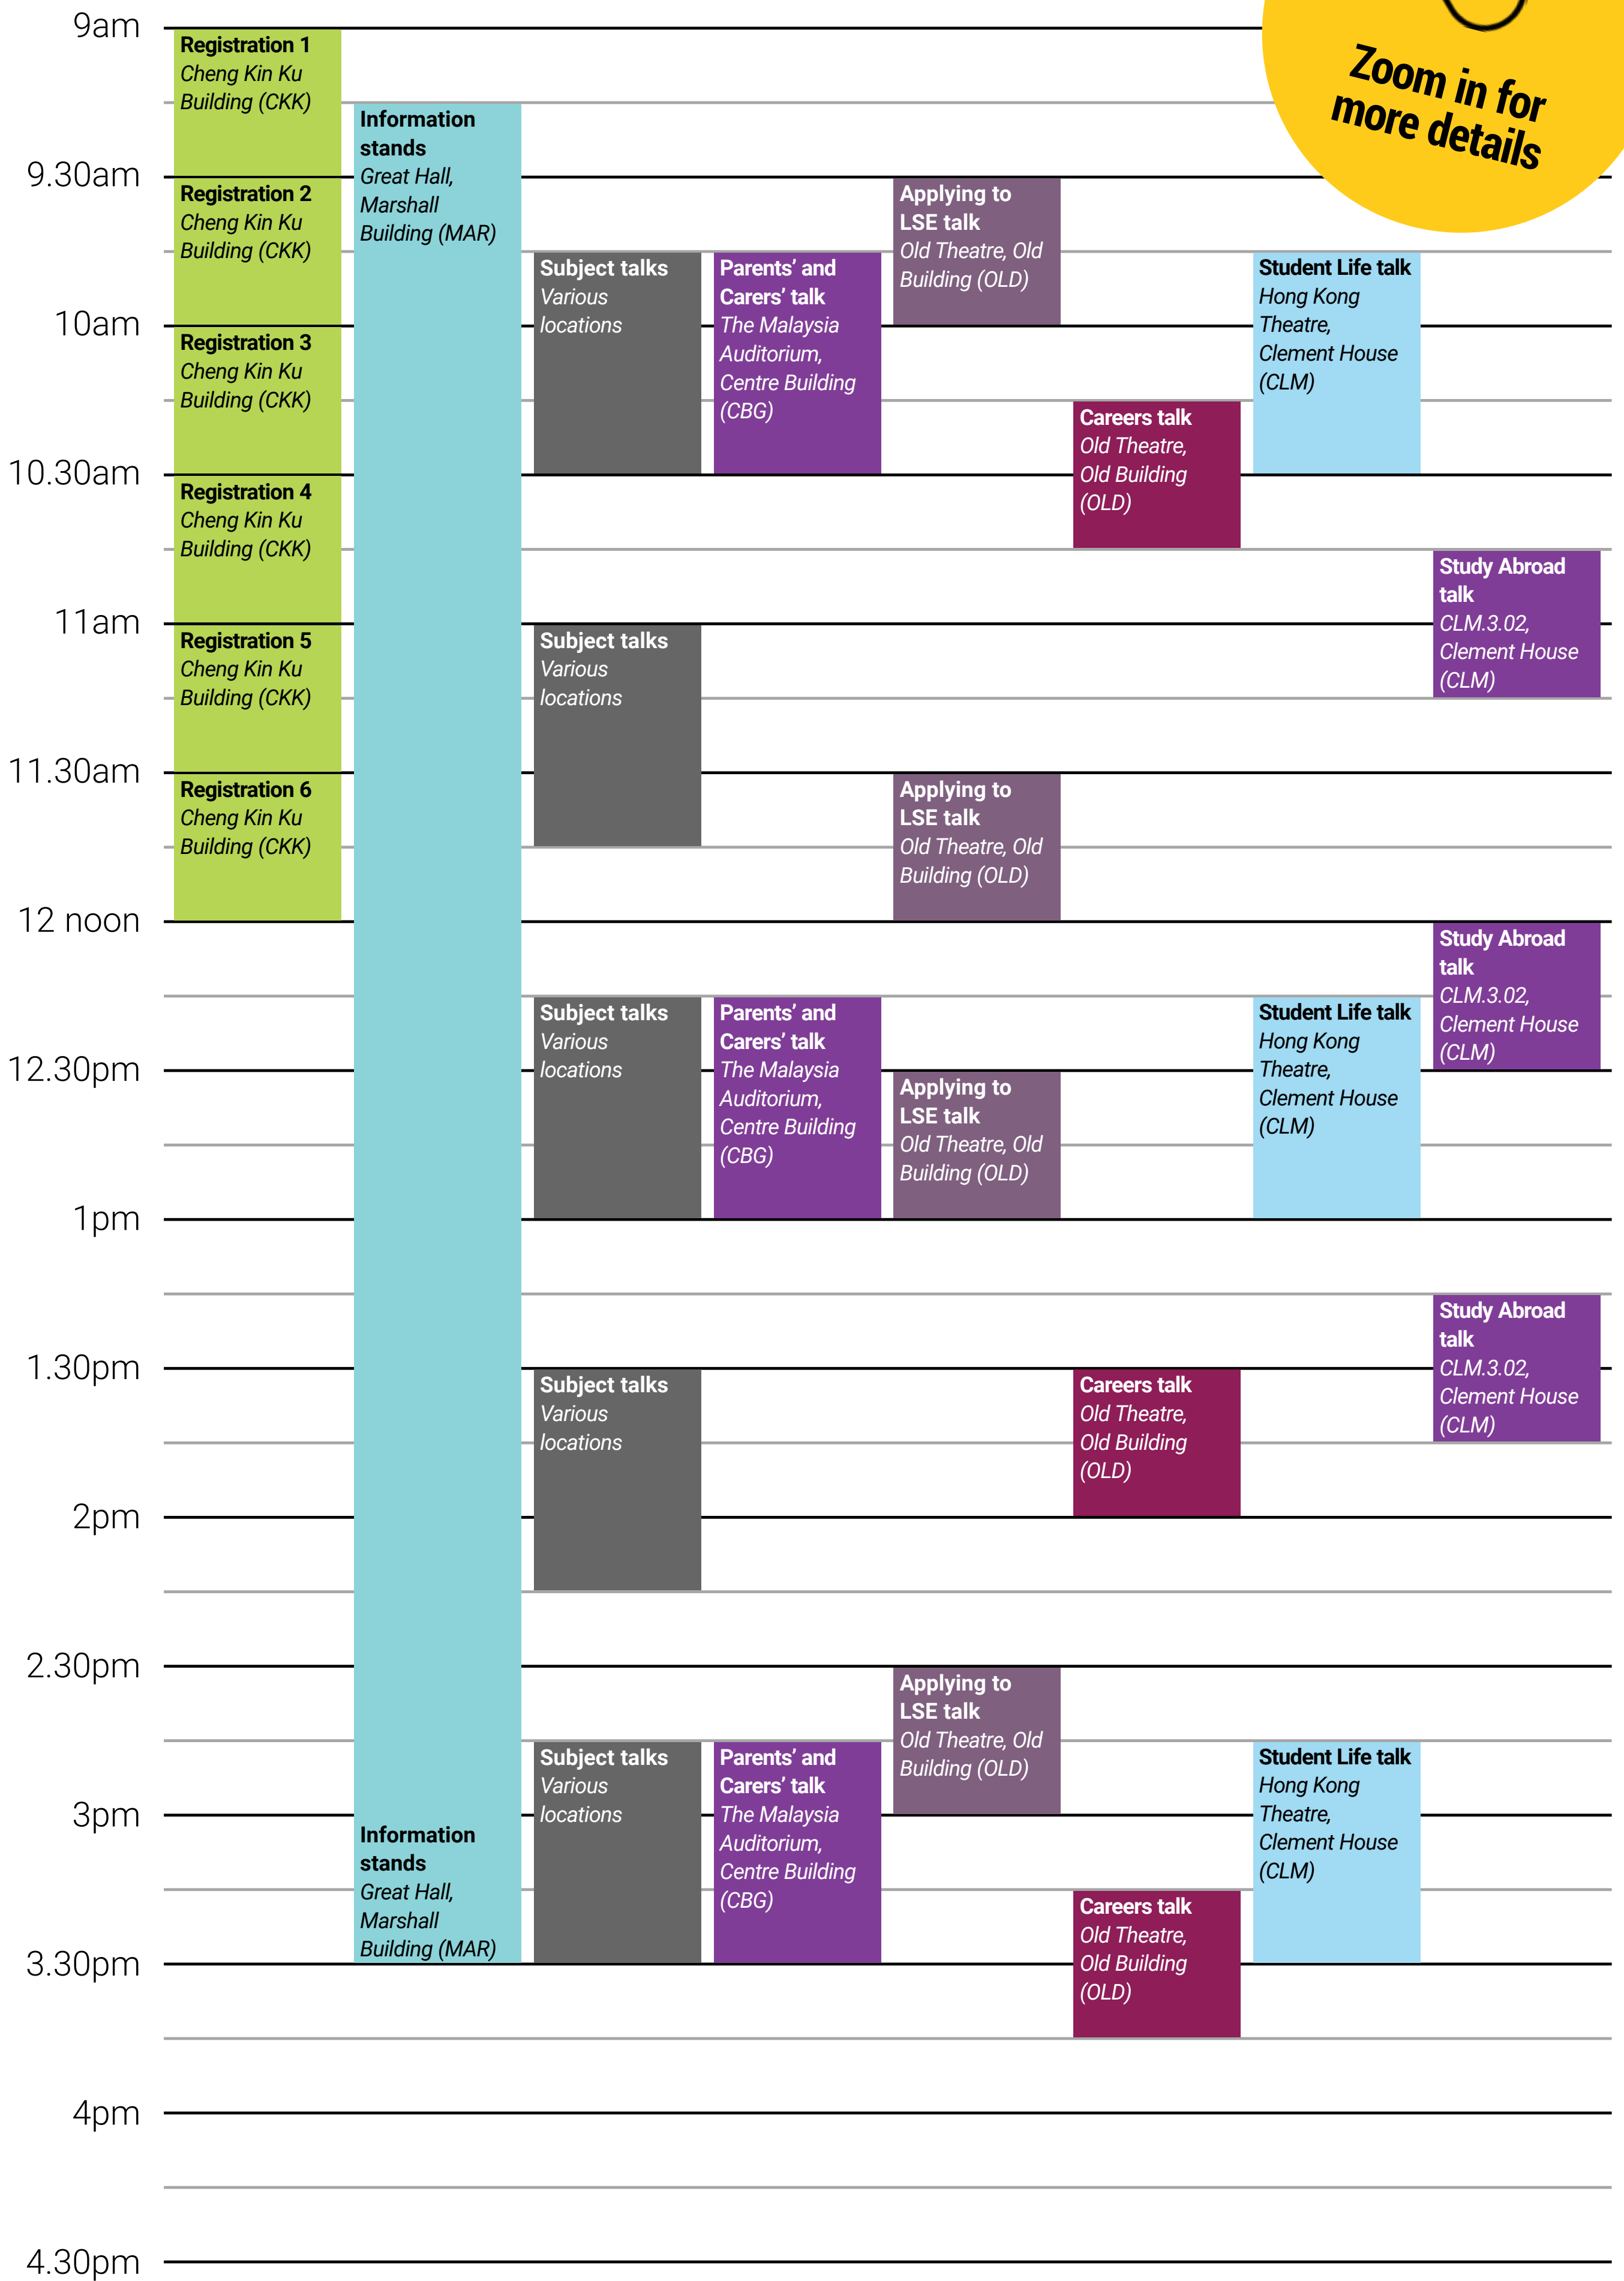 Zoom in for
more details
9am
9.30am
10am
10.30am
11am
11.30am
12 noon
12.30pm
1pm
1.30pm
2pm
2.30pm
3pm
3.30pm
4pm
4.30pm
Registration 1
Cheng Kin Ku
Building (CKK)
Registration 2
Cheng Kin Ku
Building (CKK)
Registration 3
Cheng Kin Ku
Building (CKK)
Registration 4
Cheng Kin Ku
Building (CKK)
Registration 5
Cheng Kin Ku
Building (CKK)
Registration 6
Cheng Kin Ku
Building (CKK)
Information
stands
Great Hall,
Marshall
Building (MAR)
Information
stands
Great Hall,
Marshall
Building (MAR)
Subject talks
Various
locations
Subject talks
Various
locations
Subject talks
Various
locations
Subject talks
Various
locations
Subject talks
Various
locations
Parents’ and
Carers’ talk
The Malaysia
Auditorium,
Centre Building
(CBG)
Parents’ and
Carers’ talk
The Malaysia
Auditorium,
Centre Building
(CBG)
Parents’ and
Carers’ talk
The Malaysia
Auditorium,
Centre Building
(CBG)
Applying to
LSE talk
Old Theatre, Old
Building (OLD)
Applying to
LSE talk
Old Theatre, Old
Building (OLD)
Applying to
LSE talk
Old Theatre, Old
Building (OLD)
Applying to
LSE talk
Old Theatre, Old
Building (OLD)
Careers talk
Old Theatre,
Old Building
(OLD)
Careers talk
Old Theatre,
Old Building
(OLD)
Careers talk
Old Theatre,
Old Building
(OLD)
Student Life talk
Hong Kong
Theatre,
Clement House
(CLM)
Student Life talk
Hong Kong
Theatre,
Clement House
(CLM)
Student Life talk
Hong Kong
Theatre,
Clement House
(CLM)
Study Abroad
talk
CLM.3.02,
Clement House
(CLM)
Study Abroad
talk
CLM.3.02,
Clement House
(CLM)
Study Abroad
talk
CLM.3.02,
Clement House
(CLM)